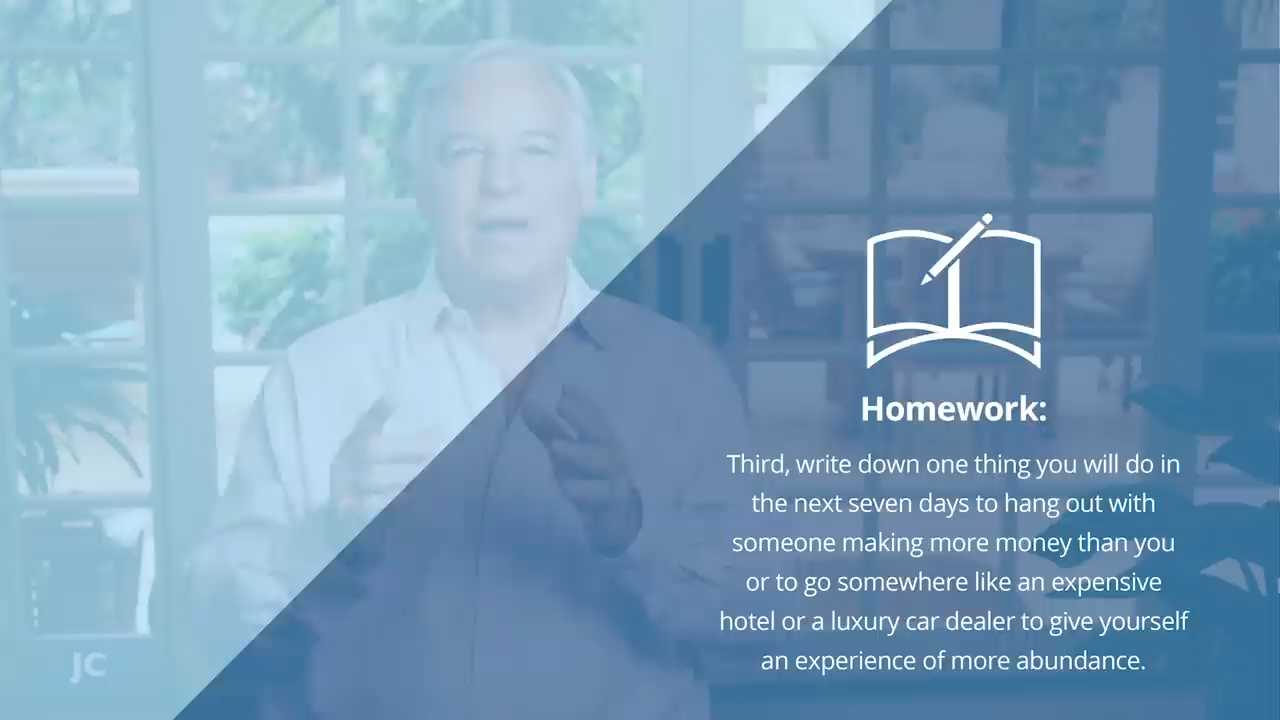 Homework:
Third, write down one thing you will do in
the next seven days to hang out with
someone making more money than you
or to go somewhere like an expensive
hotel or a luxury car dealer to give yourself
an experience of more abundance.
JC